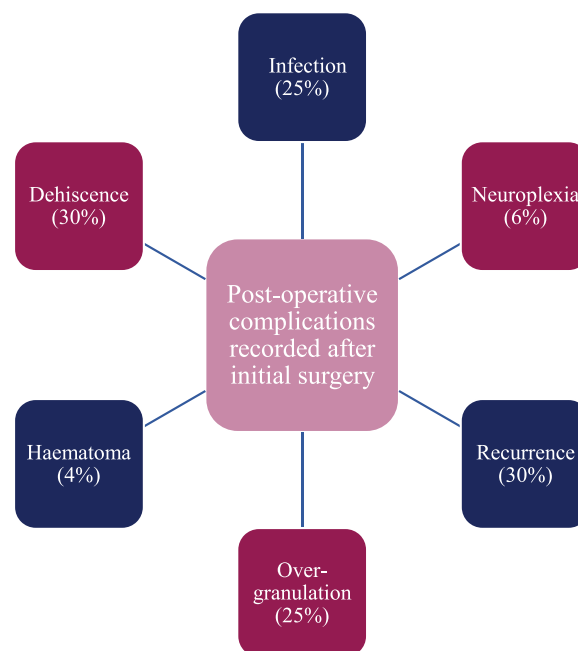 Infection
(25%)
Dehiscence
(30%)
Neuroplexia
(6%)
Post-operative
complications
recorded after
initial surgery
Haematoma
(4%)
Recurrence
(30%)
Over-
granulation
(25%)